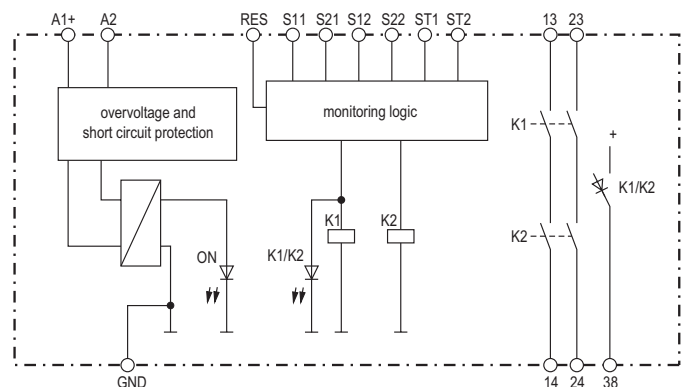 A1+ A2 RES S11 S21 S12 S22 ST1 ST2 13 23
overvoltage and
short circuit protection
monitoring logic
K1
+
K1/K2
K1 K2
K2
ON K1/K2
GND 14 24 38